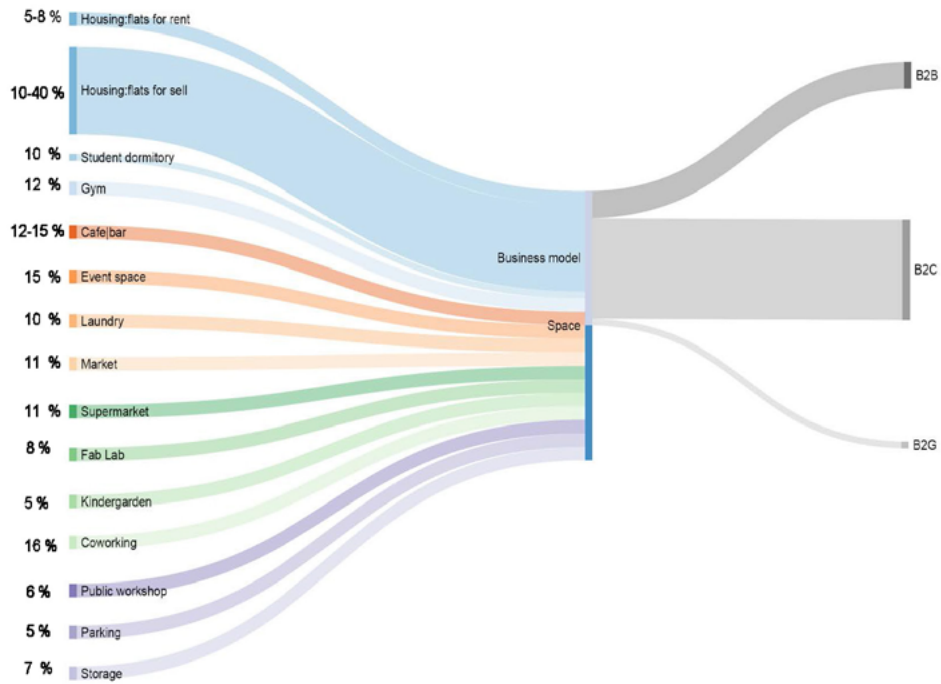 5-8 % Housing:flats for rent
B2B
10-40 % Housing:flats for sell
10 % Student dormitory
12 % Gym
12-15 % Cafe|bar
Business model
B2C
15 % Event space
10 % Laundry
Space
11 % Market
11 % Supermarket
8 % Fab Lab
B2G
5 % Kindergarden
16 % Coworking
6 % Public workshop
5 % Parking
7 % Storage